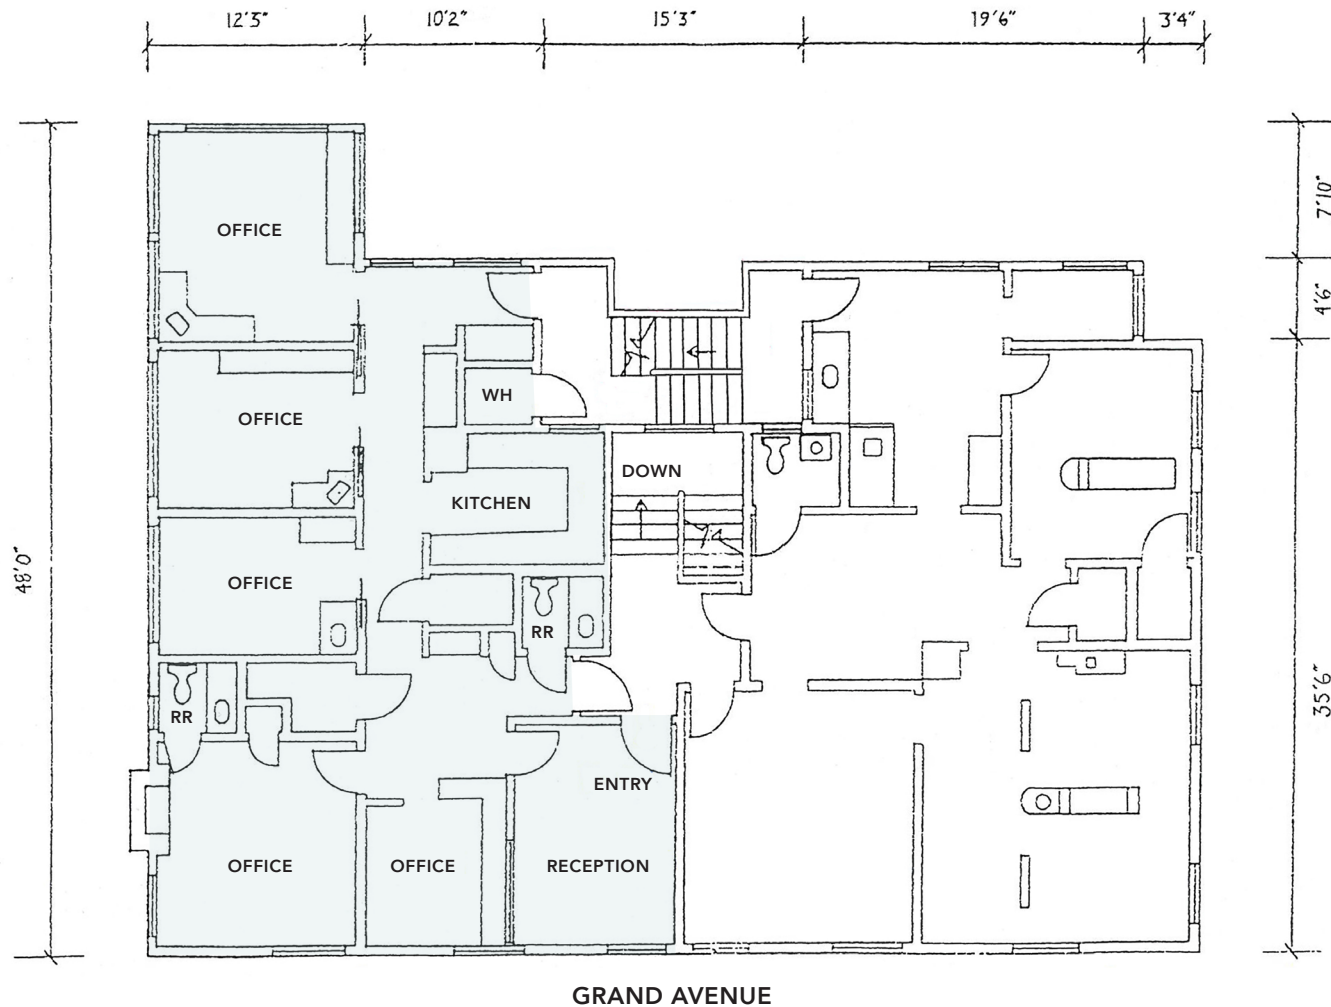 12'3" 10'2" 15'3" 19'6" 3'4"
7'10"
OFFICE
4'6"
WH
OFFICE
DOWN
KITCHEN
48'0"
OFFICE
RR
35'6"
RR
ENTRY
OFFICE OFFICE RECEPTION
GRAND AVENUE